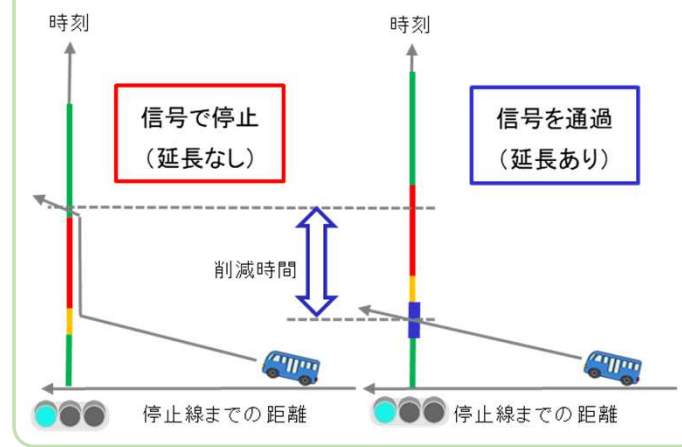 時刻
時刻
信号で停止
（延長なし）
信号を通過
（延長あり）
削減時間
停止線までの距離
停止線までの距離